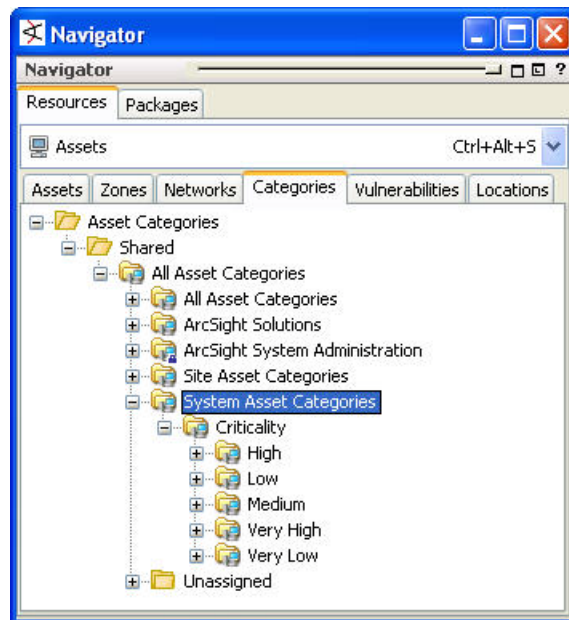 Navigator
Navigator ?
Resources Packages
Assets Ctrl+Alt+S
Assets Zones Networks Categories Vulnerabilities Locations
Asset Categories
Shared
All Asset Categories
All Asset Categories
ArcSight Solutions
ArcSight System Administration
Site Asset Categories
System Asset Categories
Criticality
High
Low
Medium
Very High
Very Low
Unassigned